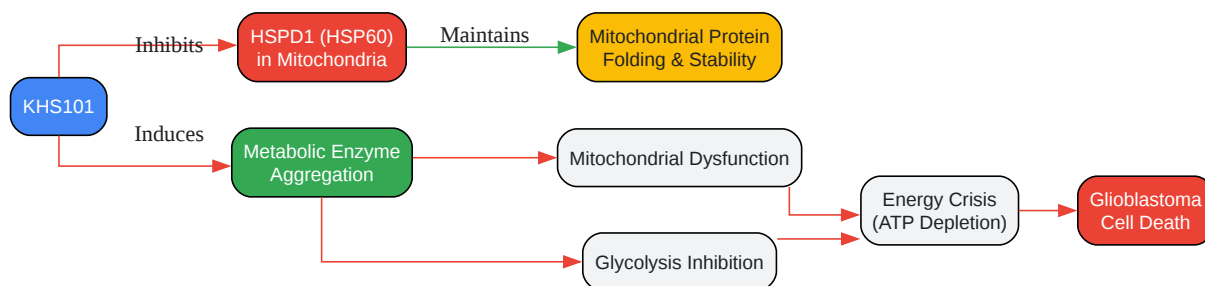 Inhibits
HSPD1 (HSP60)
in Mitochondria
Maintains
Mitochondrial Protein
Folding & Stability
KHS101
Induces
Metabolic Enzyme
Aggregation
Mitochondrial Dysfunction
Glycolysis Inhibition
Energy Crisis
(ATP Depletion)
Glioblastoma
Cell Death